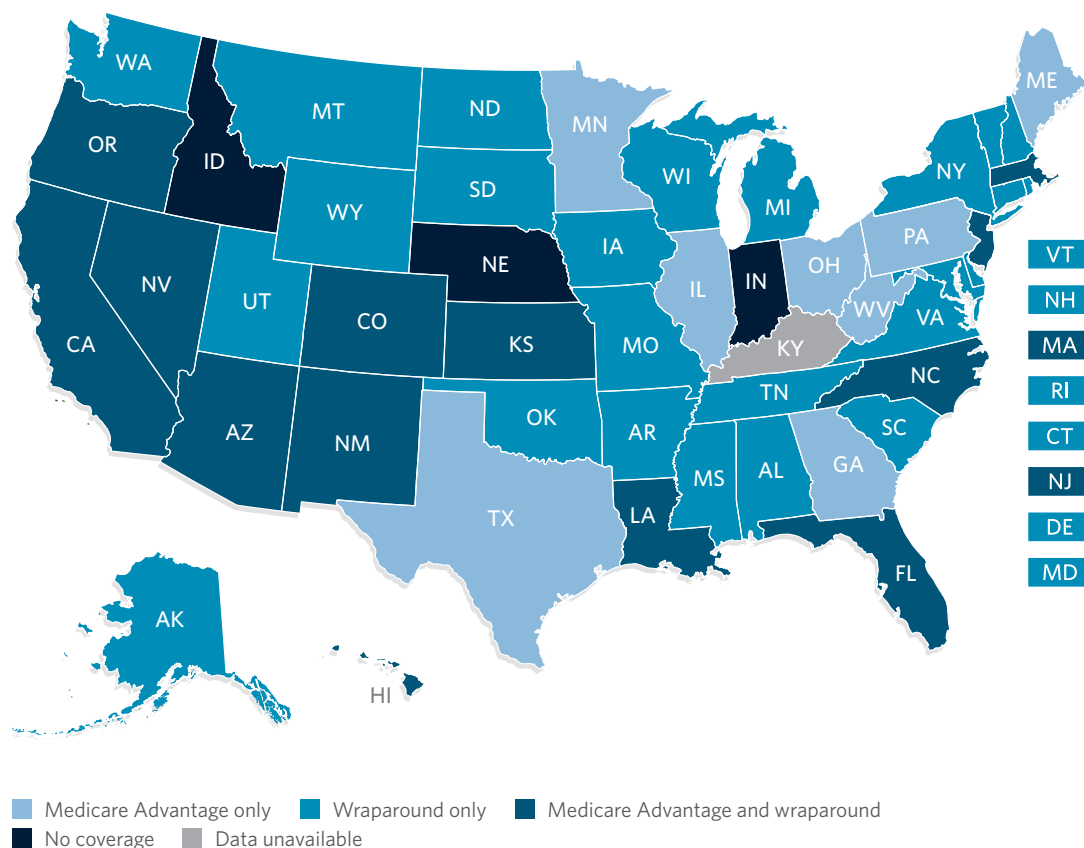 WA
MT
ND
MN
ME
OR
ID
SD
WI
NY
MI
WY
IA
PA
NE
OH
IL
IN
NV
UT
CO
WV
VA
CA
KS
MO
KY
NC
TN
OK
AZ
NM
AR
SC
MS
AL
GA
TX
LA
FL
AK
HI
VT
NH
MA
RI
CT
NJ
DE
MD
Medicare Advantage only Wraparound only Medicare Advantage and wraparound
No coverage Data unavailable